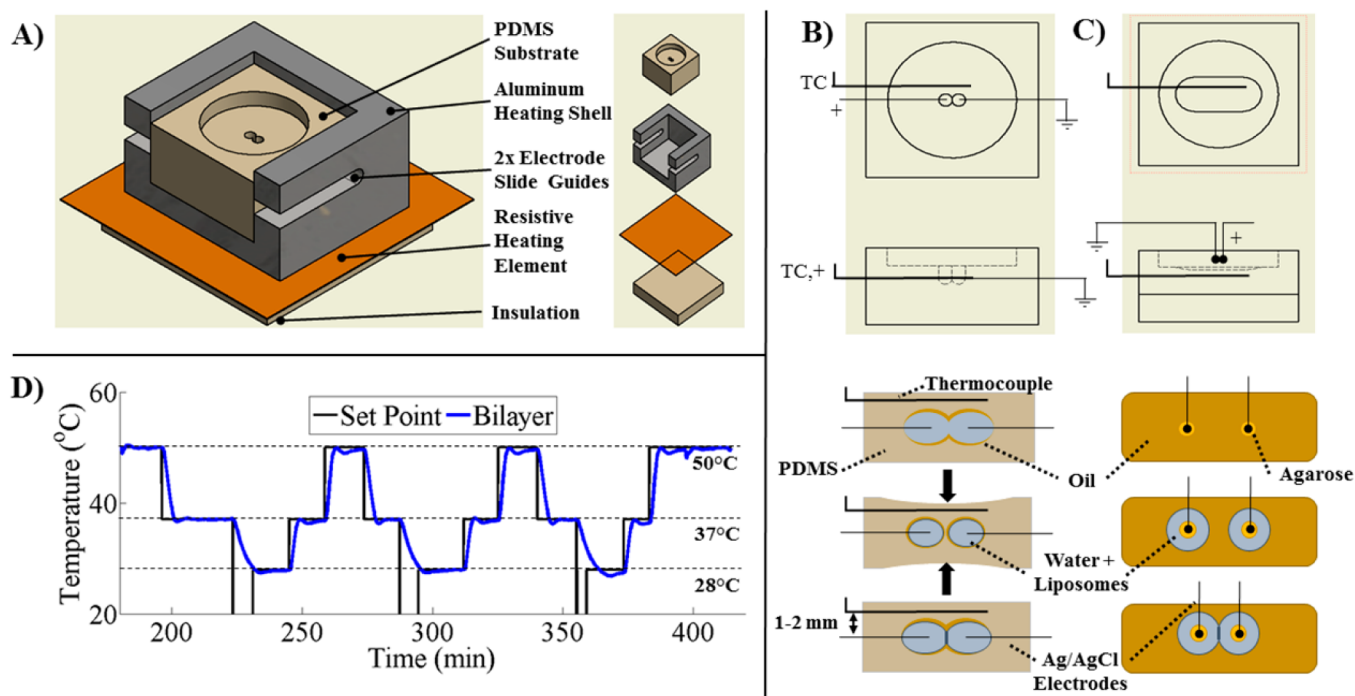 A)
PDMS
Substrate
Aluminum
Heating Shell
2x Electrode
Slide Guides
Resistive
Heating
Element
Insulation
B)
TC
+
TC,+
C)
+
Thermocouple
PDMS
Oil
Agarose
Water +
Liposomes
1-2 mm
Ag/AgCl
Electrodes
D)
Temperature (°C)
60
40
20
Set Point
Bilayer
50°C
37°C
28°C
200
250
300
350
400
Time (min)